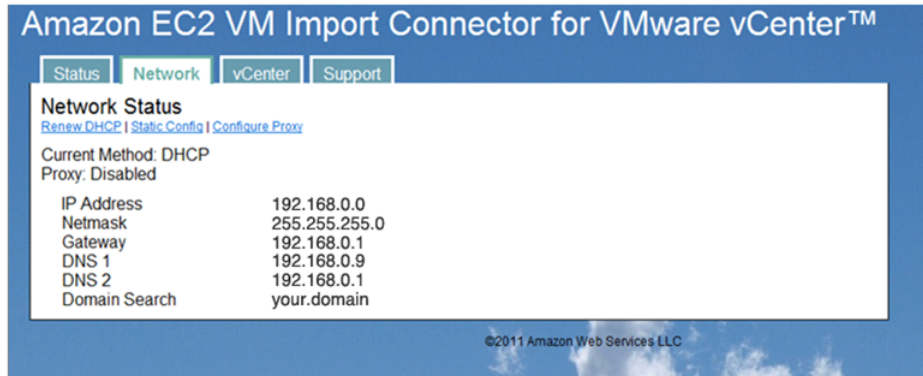 Amazon EC2 VM Import Connector for VMware vCenter™
Status Network vCenter Support
Network Status
Renew DHCP | Static Config | Configure Proxy
Current Method: DHCP
Proxy: Disabled
IP Address 192.168.0.0
Netmask 255.255.255.0
Gateway 192.168.0.1
DNS 1 192.168.0.9
DNS 2 192.168.0.1
Domain Search your.domain
©2011 Amazon Web Services LLC